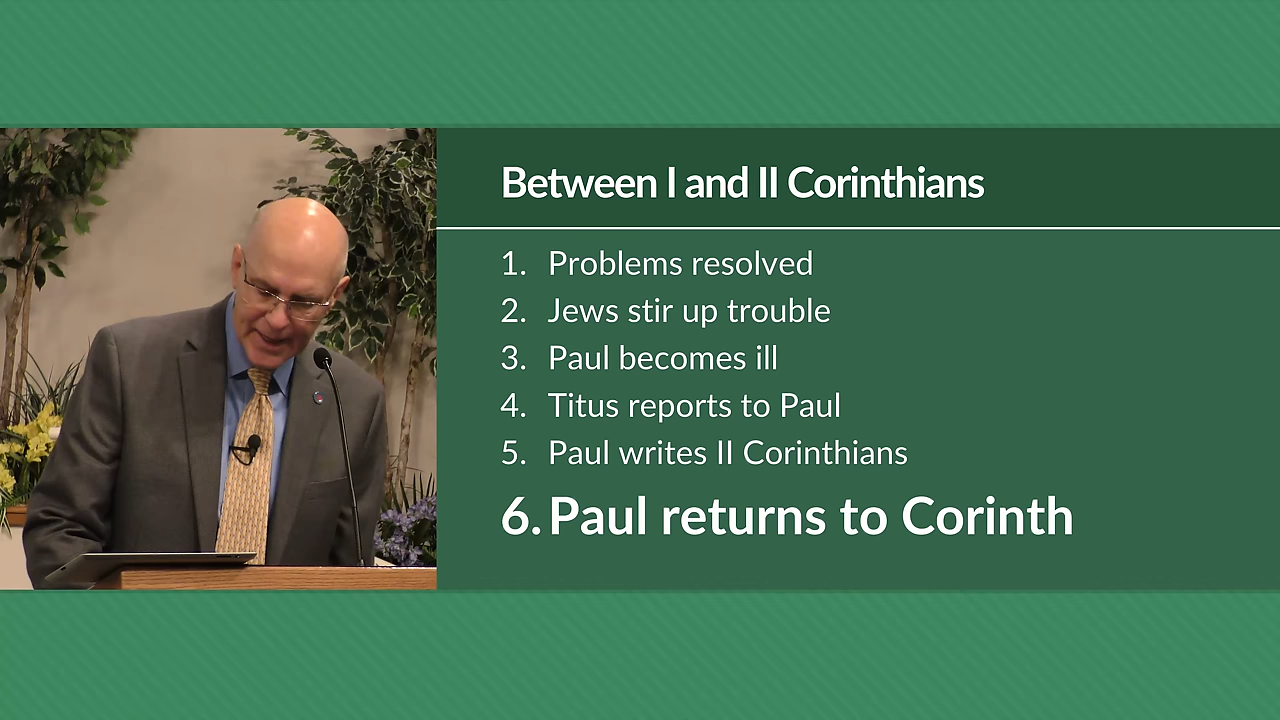 Between I and II Corinthians
1. Problems resolved
2. Jews stir up trouble
3. Paul becomes ill
4. Titus reports to Paul
5. Paul writes II Corinthians
6. Paul returns to Corinth